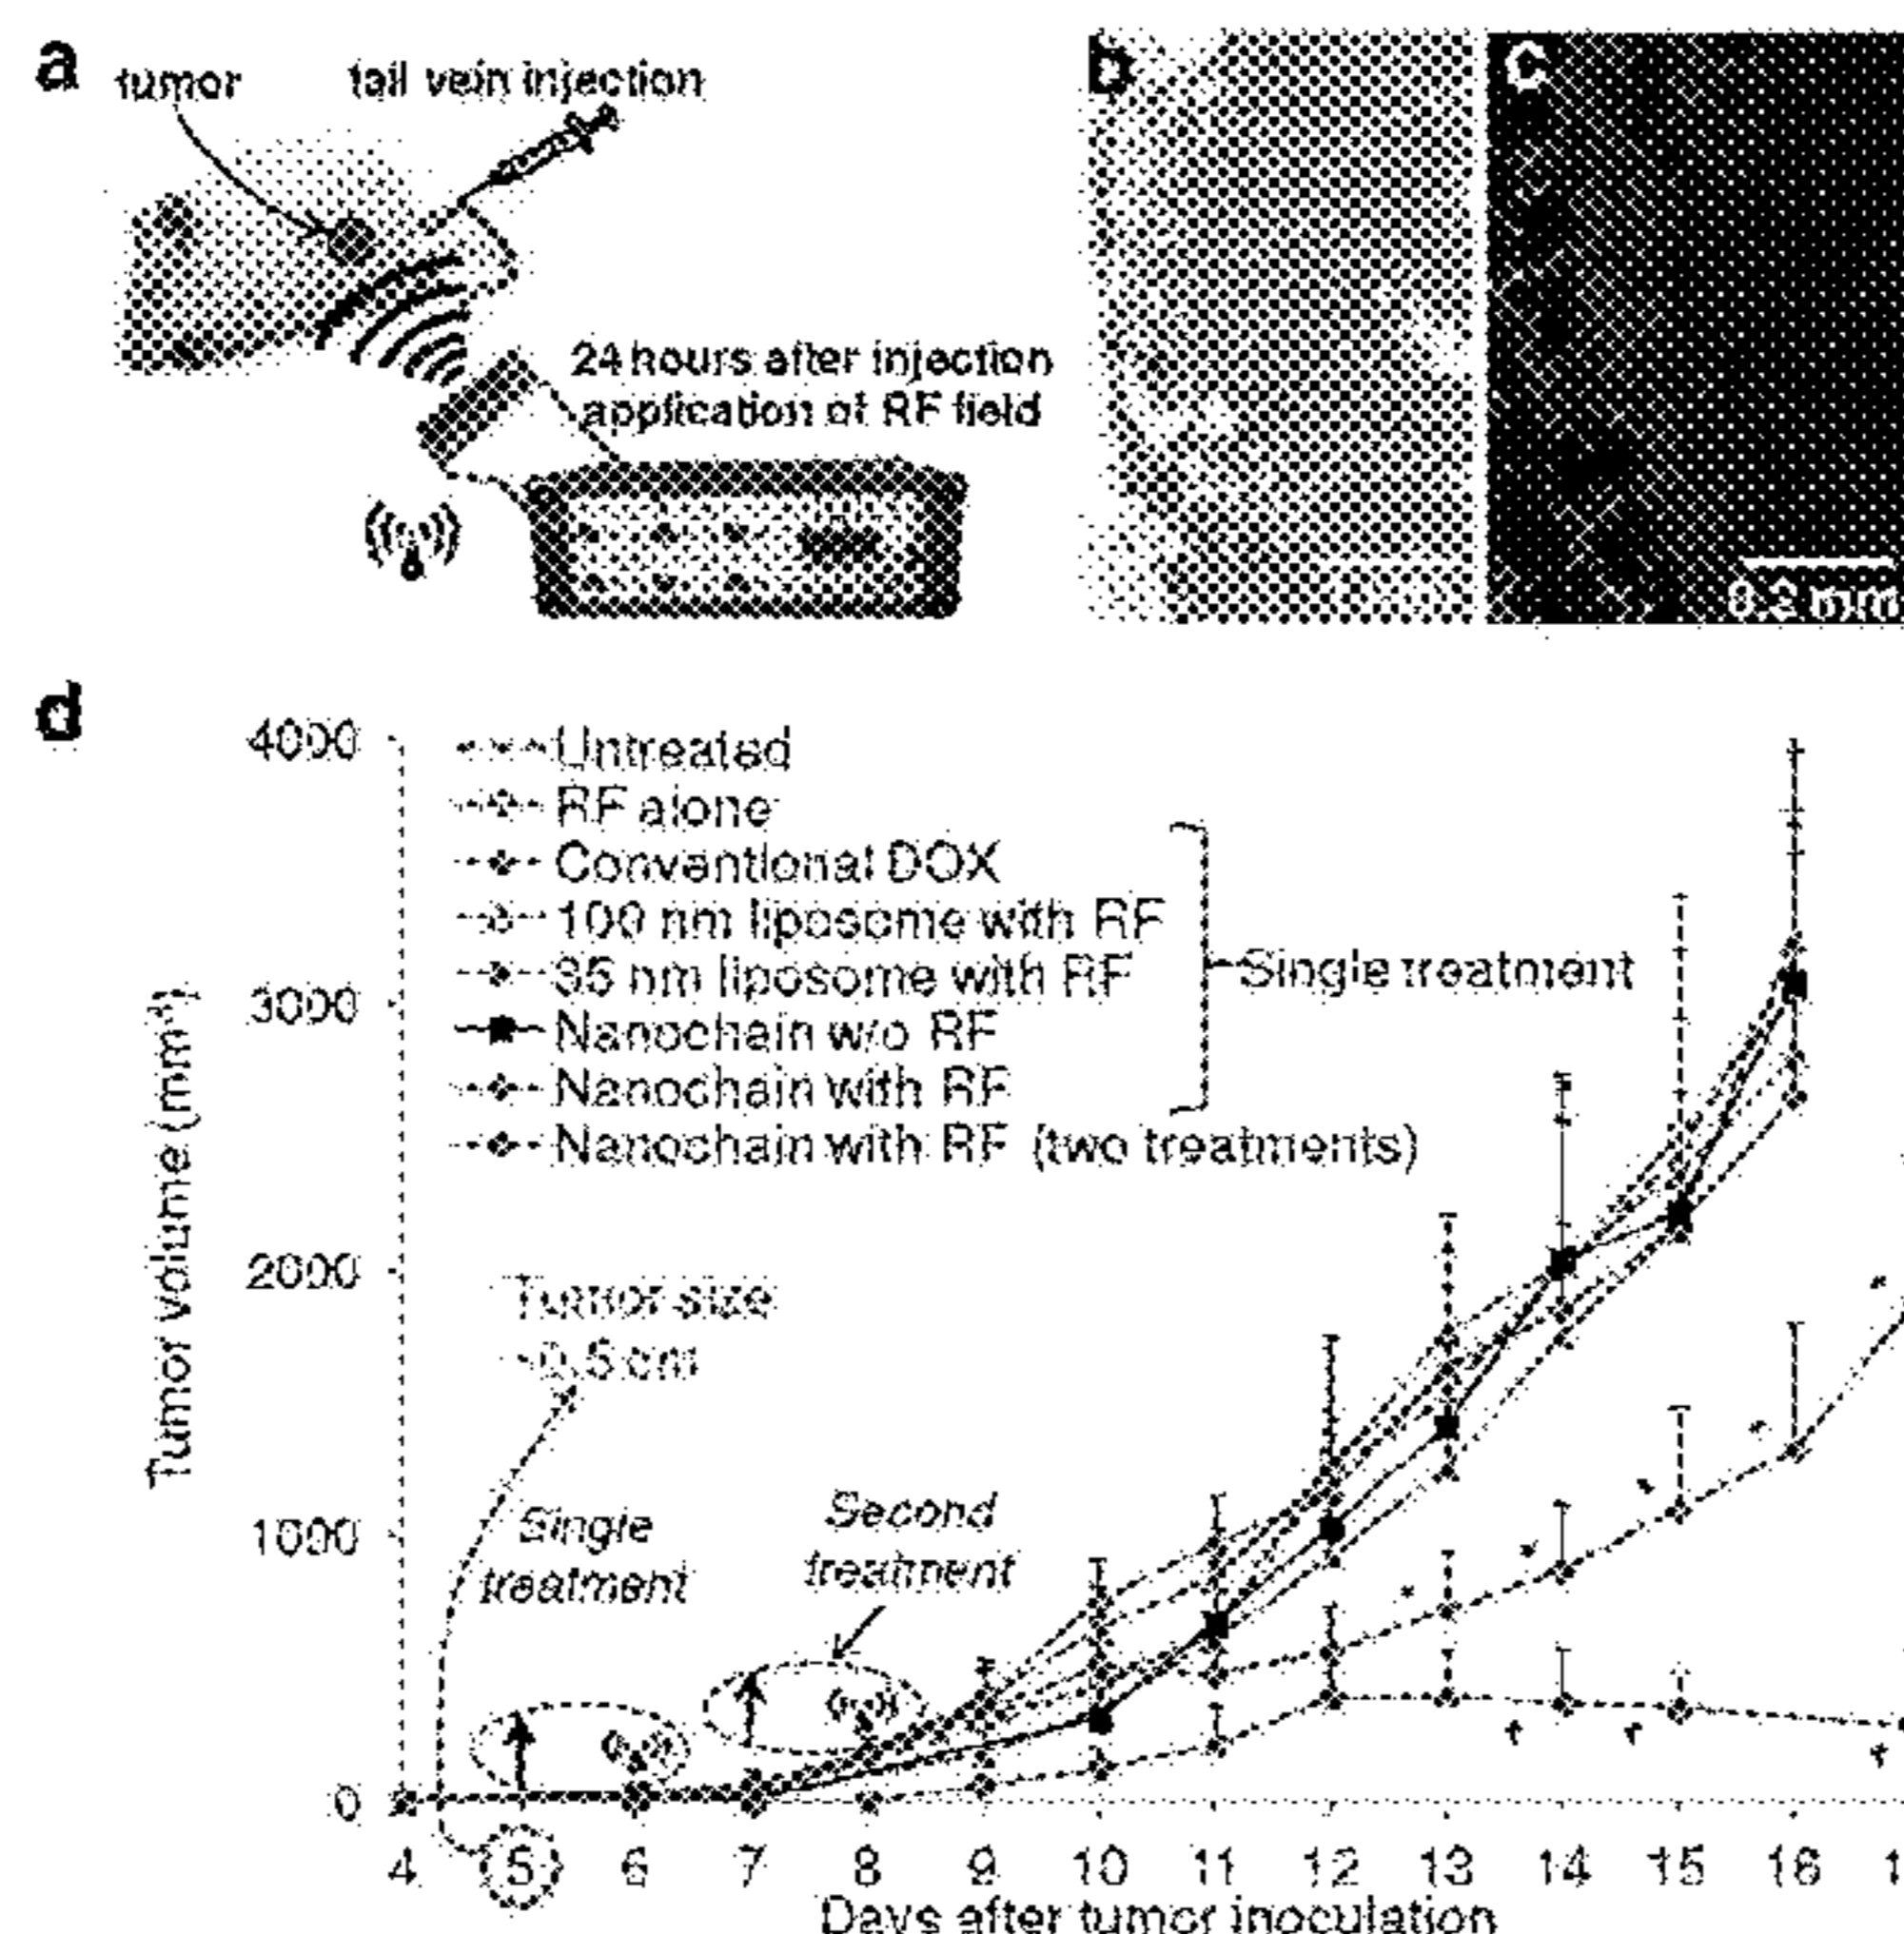 a
tumor
tail vein injection
24 hours after injection
application of RF field
b
c
0.2 mm
d
4000
3000
2000
1000
0
Tumor volume (mm³)
Untreated
RF alone
Conventional DOX
100 nm liposome with RF
35 nm liposome with RF
Nanochain w/o RF
Nanochain with RF
Nanochain with RF (two treatments)
Single treatment
Tumor size
~0.5 cm
Single
treatment
Second
treatment
4 5 6 7 8 9 10 11 12 13 14 15 16
Days after tumor inoculation